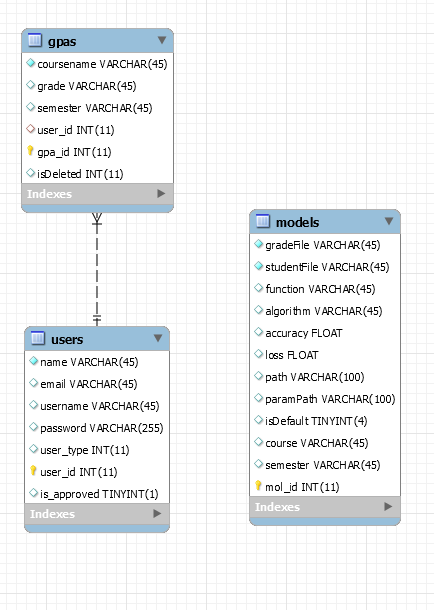 gpas
coursename VARCHAR(45)
grade VARCHAR(45)
semester VARCHAR(45)
user_id INT(11)
gpa_id INT(11)
isDeleted INT(11)
Indexes
users
name VARCHAR(45)
email VARCHAR(45)
username VARCHAR(45)
password VARCHAR(255)
user_type INT(11)
user_id INT(11)
is_approved TINYINT(1)
Indexes
models
gradeFile VARCHAR(45)
studentFile VARCHAR(45)
function VARCHAR(45)
algorithm VARCHAR(45)
accuracy FLOAT
loss FLOAT
path VARCHAR(100)
paramPath VARCHAR(100)
isDefault TINYINT(4)
course VARCHAR(45)
semester VARCHAR(45)
mol_id INT(11)
Indexes